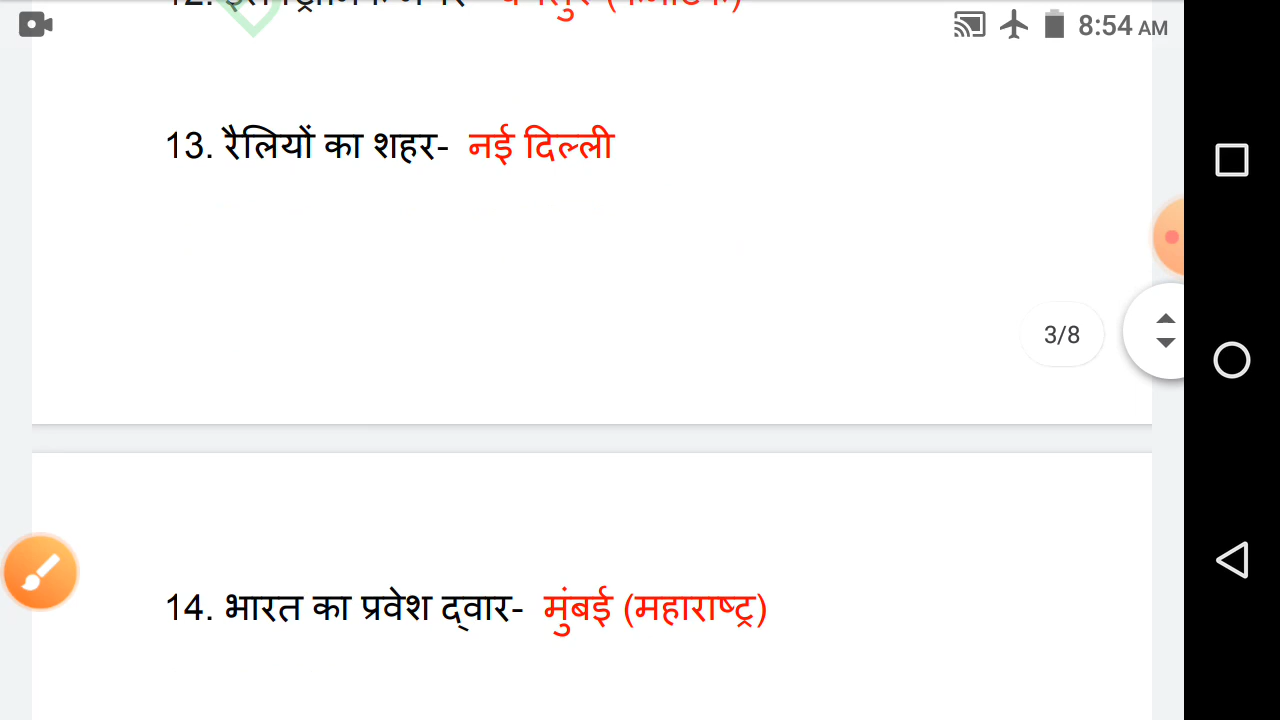 8:54 AM
13. रैलियों का शहर- नई दिल्ली
3/8
14. भारत का प्रवेश द्वार- मुंबई (महाराष्ट्र)